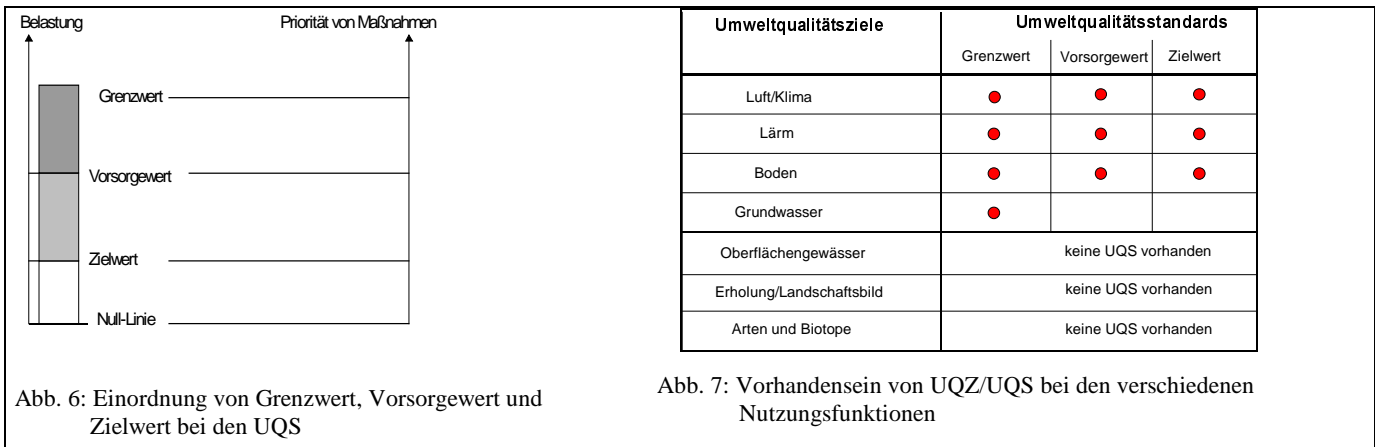 Belastung Priorität von Maßnahmen
Grenzwert
Vorsorgewert
Zielwert
Null-Linie
Abb. 6: Einordnung von Grenzwert, Vorsorgewert und
Zielwert bei den UQS
Umweltqualitätsziele Umweltqualitätsstandards
Grenzwert Vorsorgewert Zielwert
Luft/Klima
Lärm
Boden
Grundwasser
Oberflächengewässer keine UQS vorhanden
Erholung/Landschaftsbild keine UQS vorhanden
Arten und Biotope keine UQS vorhanden
Abb. 7: Vorhandensein von UQZ/UQS bei den verschiedenen
Nutzungsfunktionen